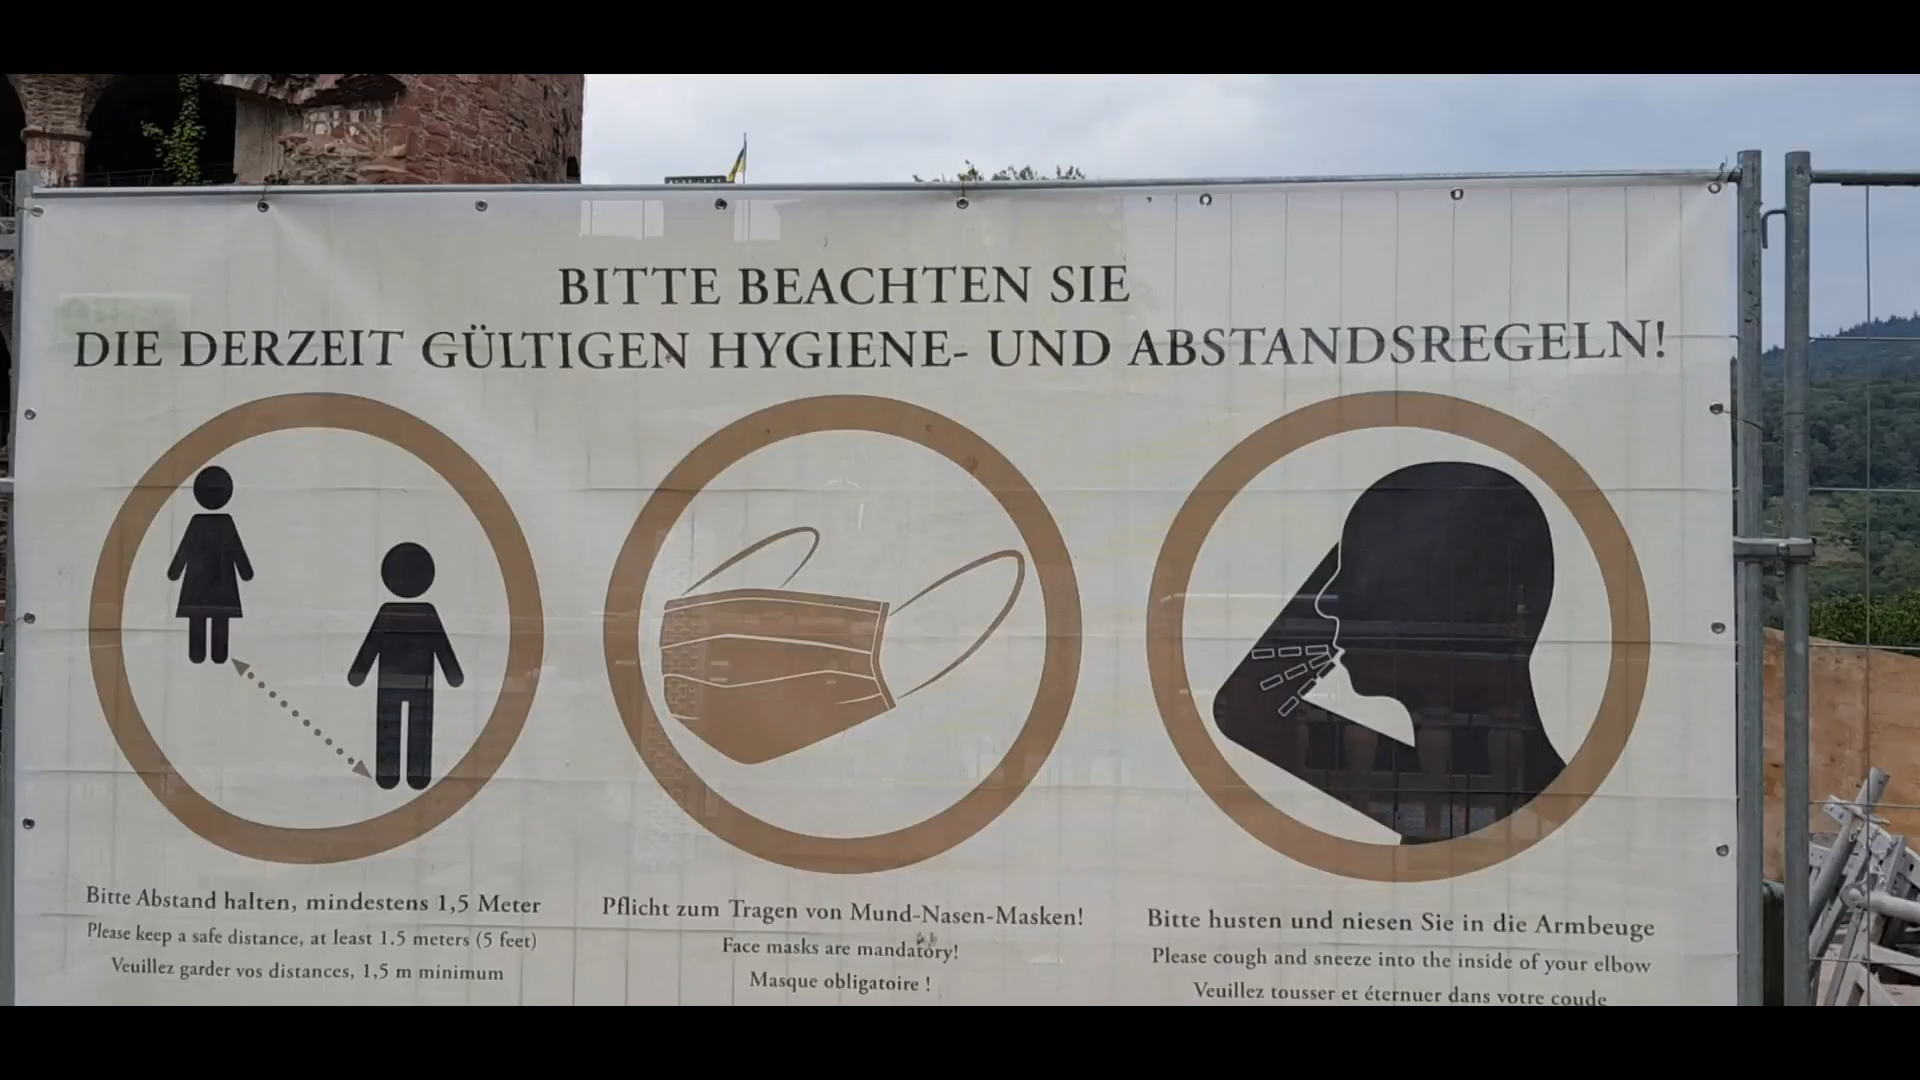 BITTE BEACHTEN SIE
DIE DERZEIT GÜLTIGEN HYGIENE- UND ABSTANDSREGELN!
Bitte Abstand halten, mindestens 1,5 Meter
Please keep a safe distance, at least 1.5 meters (5 feet)
Veuillez garder vos distances, 1,5 m minimum
Pflicht zum Tragen von Mund-Nasen-Masken!
Face masks are mandatory!
Masque obligatoire !
Bitte husten und niesen Sie in die Armbeuge
Please cough and sneeze into the inside of your elbow
Veuillez tousser et éternuer dans votre coude